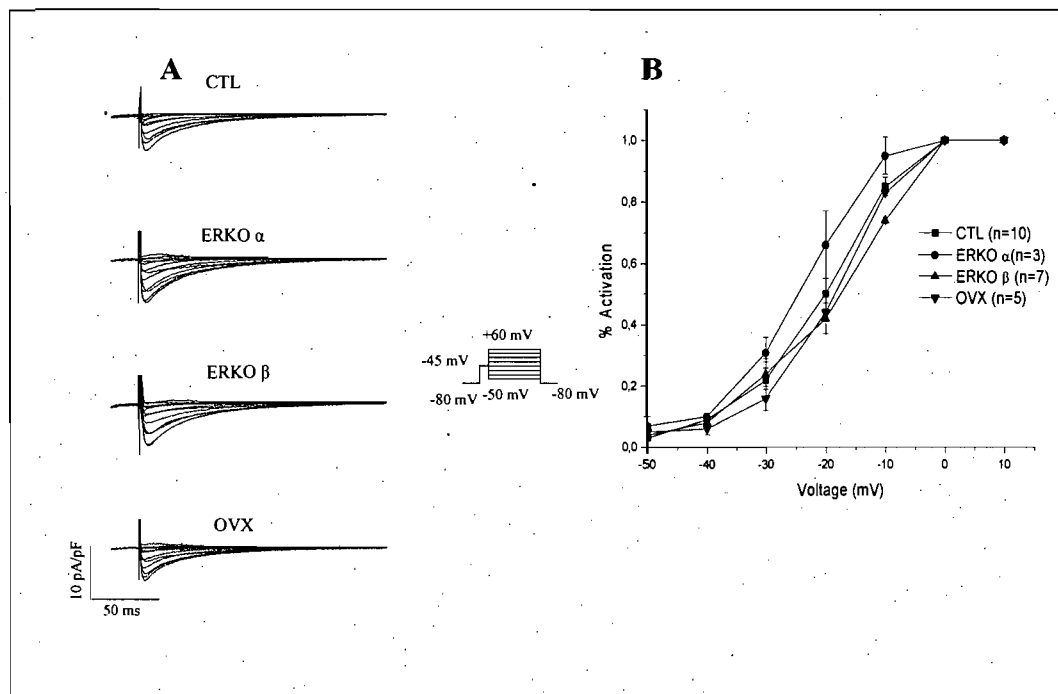 A
CTL
ERKO α
ERKO β
OVX
10 pA/pF
50 ms
+60 mV
-45 mV
-80 mV
-50 mV
-80 mV
B
1,0
0,8
0,6
0,4
0,2
0,0
% Activation
-50
-40
-30
-20
-10
0
10
Voltage (mV)
CTL (n=10)
ERKO α(n=3)
ERKO β (n=7)
OVX (n=5)